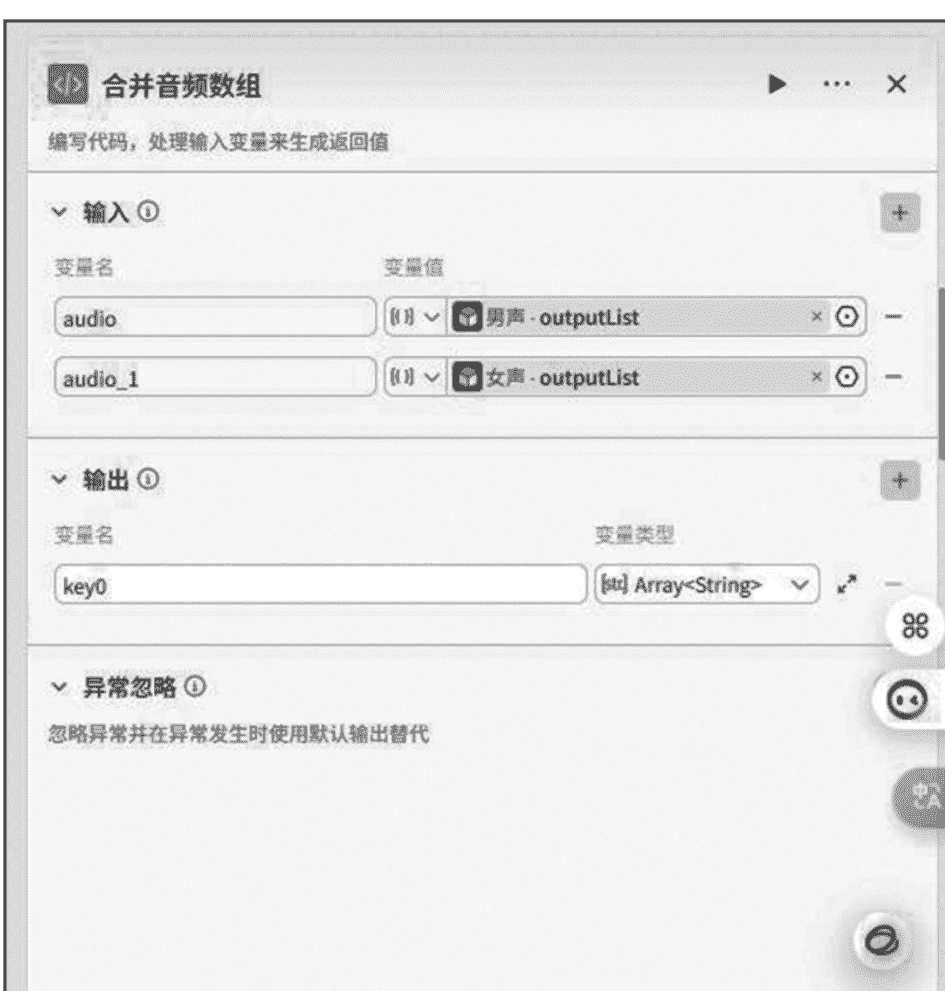 合并音频数组
编写代码，处理输入变量来生成返回值
输入
变量名 变量值
audio 男声 · outputList
audio_1 女声 · outputList
输出
变量名 变量类型
key0 [str] Array<String>
异常忽略
忽略异常并在异常发生时使用默认输出替代